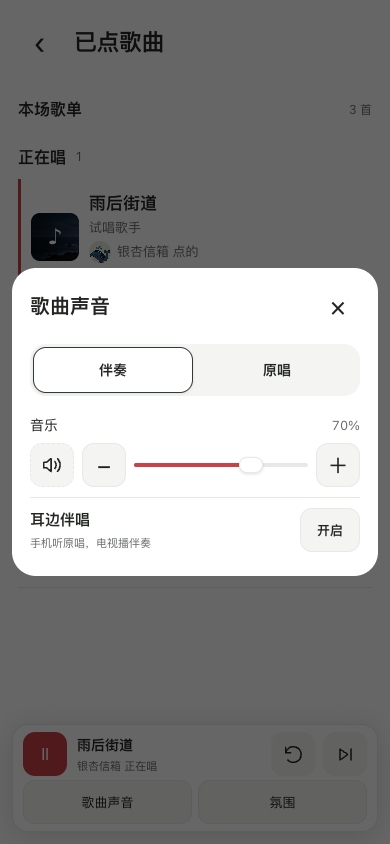 已点歌曲
本场歌单
3 首
正在唱 1
雨后街道
试唱歌手
银杏信箱 点的
歌曲声音
伴奏
原唱
音乐
70%
耳边伴唱
手机听原唱，电视播伴奏
开启
雨后街道
银杏信箱 正在唱
歌曲声音
氛围